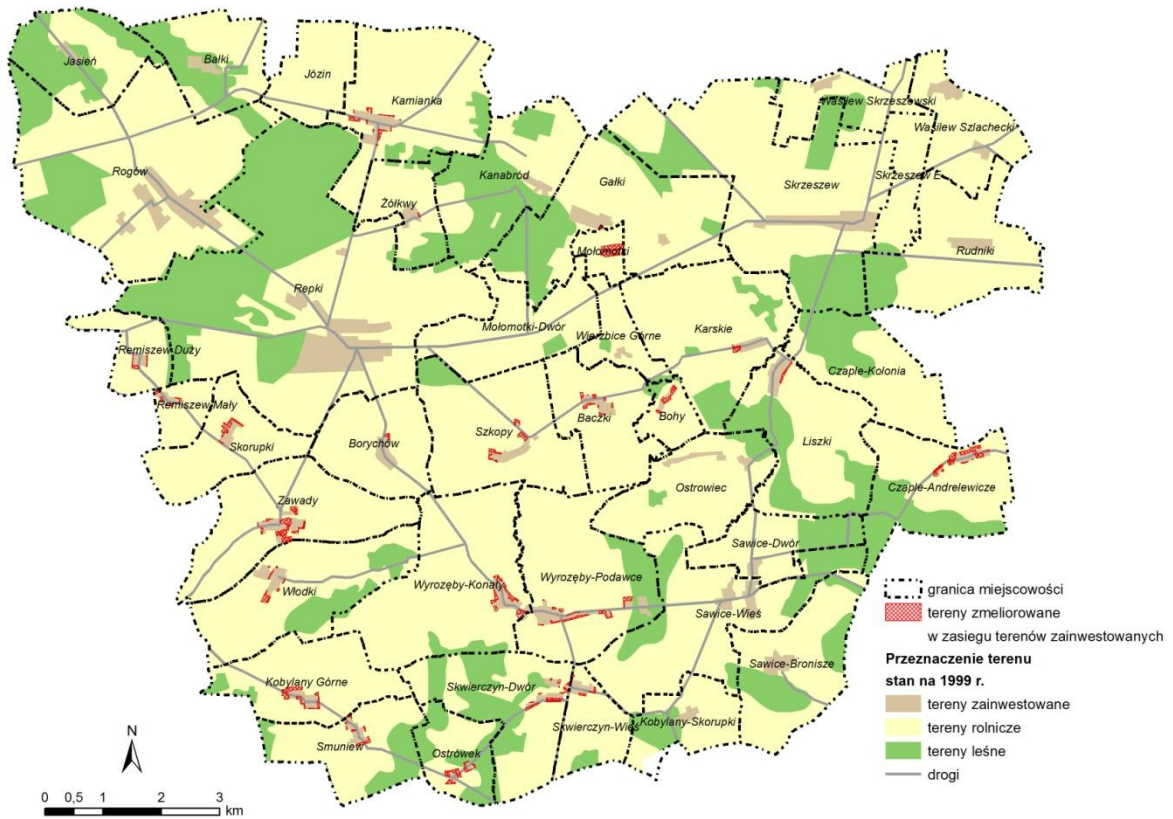 Jasień
Bałki
Józin
Kamianka
Wasilew Skrzeszewski
Wasilew Szlachecki
Rogów
Kanabród
Gałki
Skrzeszew
Skrzeszew E
Żółkwy
Mołomotki
Rudniki
Repki
Mołomotki-Dwór
Wierzbice Górne
Karskie
Remiszew Duży
Czaple-Kolonia
Remiszew Mały
Skorupki
Borychów
Szkopy
Baczki
Bohy
Liszki
Zawady
Ostrowiec
Czaple-Andrelewicze
Sawice-Dwór
Włodki
Wyrozęby-Konaty
Wyrozęby-Podawce
Sawice-Wieś
Sawice-Bronisze
Kobylany Górne
Skwierczyn-Dwór
Skwierczyn-Wieś
Kobylany-Skorupki
Smuniew
Ostrówek
granica miejscowości
tereny zmeliorowane
w zasiegu terenów zainwestowanych
Przeznaczenie terenu
stan na 1999 r.
tereny zainwestowane
tereny rolnicze
tereny leśne
drogi
N
0 0,5 1 2 3
km